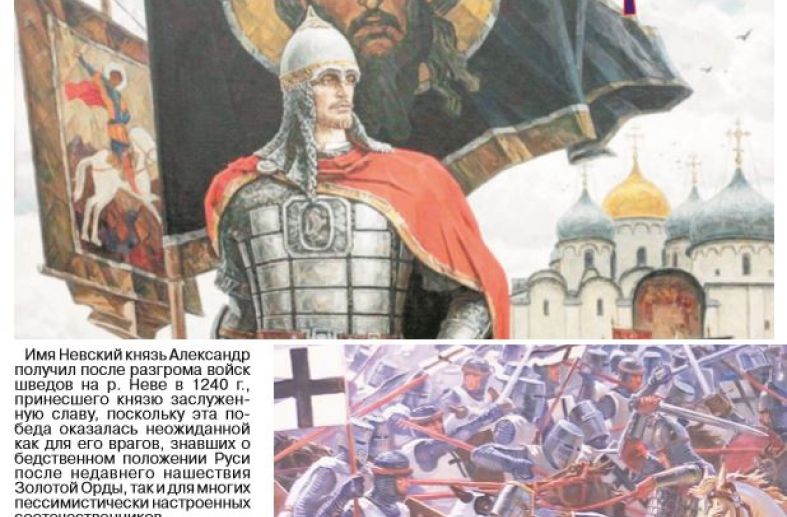 Имя Невский князь Александр
получил после разгрома войск
шведов на р. Неве в 1240 г.,
принесшего князю заслужен-
ную славу, поскольку эта по-
беда оказалась неожиданной
как для его врагов, знавших о
бедственном положении Руси
после недавнего нашествия
Золотой Орды, так и для многих
пессимистически настроенных
соотечественников